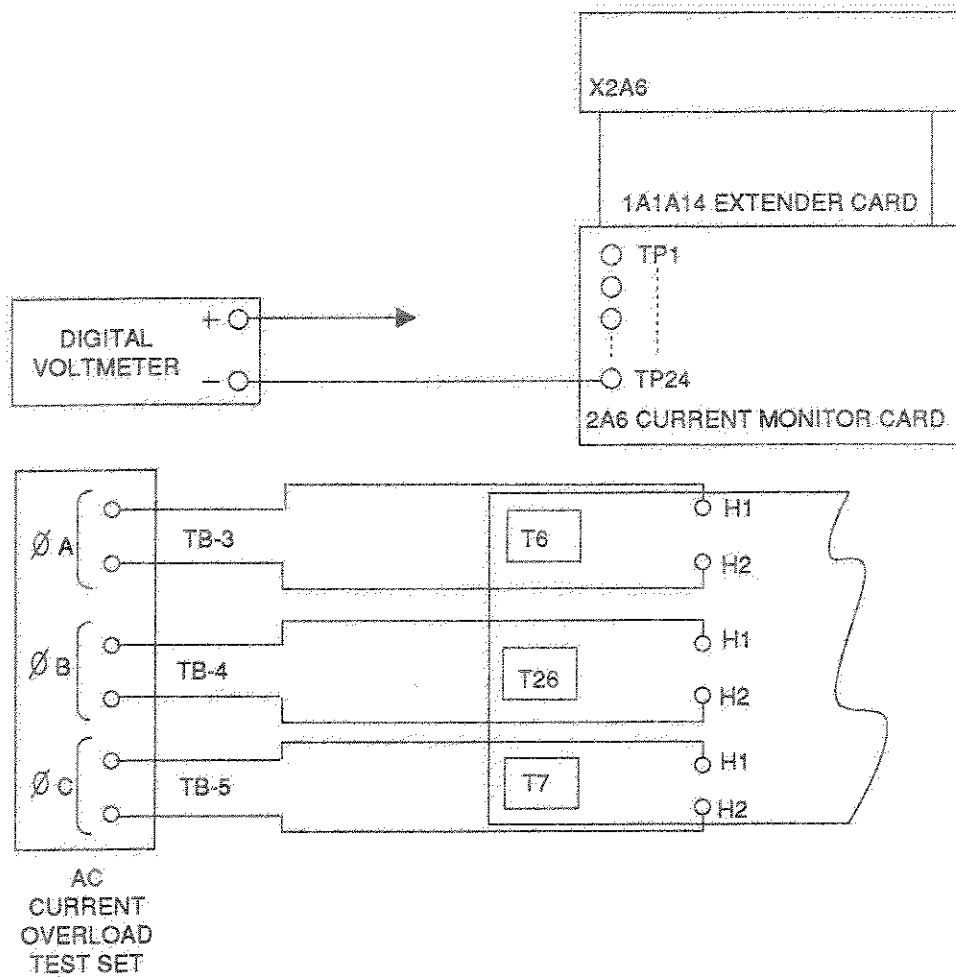 X2A6
1A1A14 EXTENDER CARD
TP1
DIGITAL
VOLTMETER
+
−
TP24
2A6 CURRENT MONITOR CARD
Ø A
TB-3
T6
H1
H2
Ø B
TB-4
T26
H1
H2
Ø C
TB-5
T7
H1
H2
AC
CURRENT
OVERLOAD
TEST SET